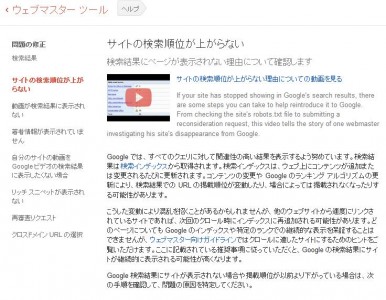 ウェブマスター ツール
ヘルプ
問題の修正
検索結果
サイトの検索順位が上がらない
動画が検索結果に表示されない
著者情報が表示されていません
自分のサイトの動画をGoogleビデオの検索結果に表示したくない場合
リッチ スニペットが表示されない
再審査リクエスト
クロスドメイン URL の選択
サイトの検索順位が上がらない
検索結果にページが表示されない理由について確認します
サイトの検索順位が上がらない理由についての動画を見る
If your site has stopped showing in Google's search results, there
are some steps you can take to help reintroduce it to Google.
From checking the site's robots.txt file to submitting a
reconsideration request, this video tells the story of one webmaster
investigating his site's disappearance from Google.
Google では、すべてのクエリに対して関連性の高い結果を表示するよう努めています。検索結
果は検索インデックスから取得されます。検索インデックスは、ウェブ上にコンテンツが追加また
は変更されるたびに更新されます。コンテンツの変更や Google のランキング アルゴリズムの更
新により、検索結果での URL の掲載順位が変動したり、場合によっては掲載されなくなったりす
る可能性があります。
こうした変動により混乱を招くことがあるかもしれませんが、他のウェブサイトから適度にリンクさ
れているサイトであれば、次回のクロール時にインデックスに再追加される可能性があります。ど
のページについても Google のインデックスや特定のランクでの継続的な表示を保証することは
できませんが、ウェブマスター向けガイドラインではクロールに適したサイトにするためのヒントをご
覧いただけます。ここに記載されている推奨事項に従っていただくと、Google の検索結果にサイ
トが継続的に表示される可能性が高くなります。
Google 検索結果にサイトが表示されない場合や掲載順位が以前より下がっている場合は、次
の手順を確認して、問題の原因を特定してください。